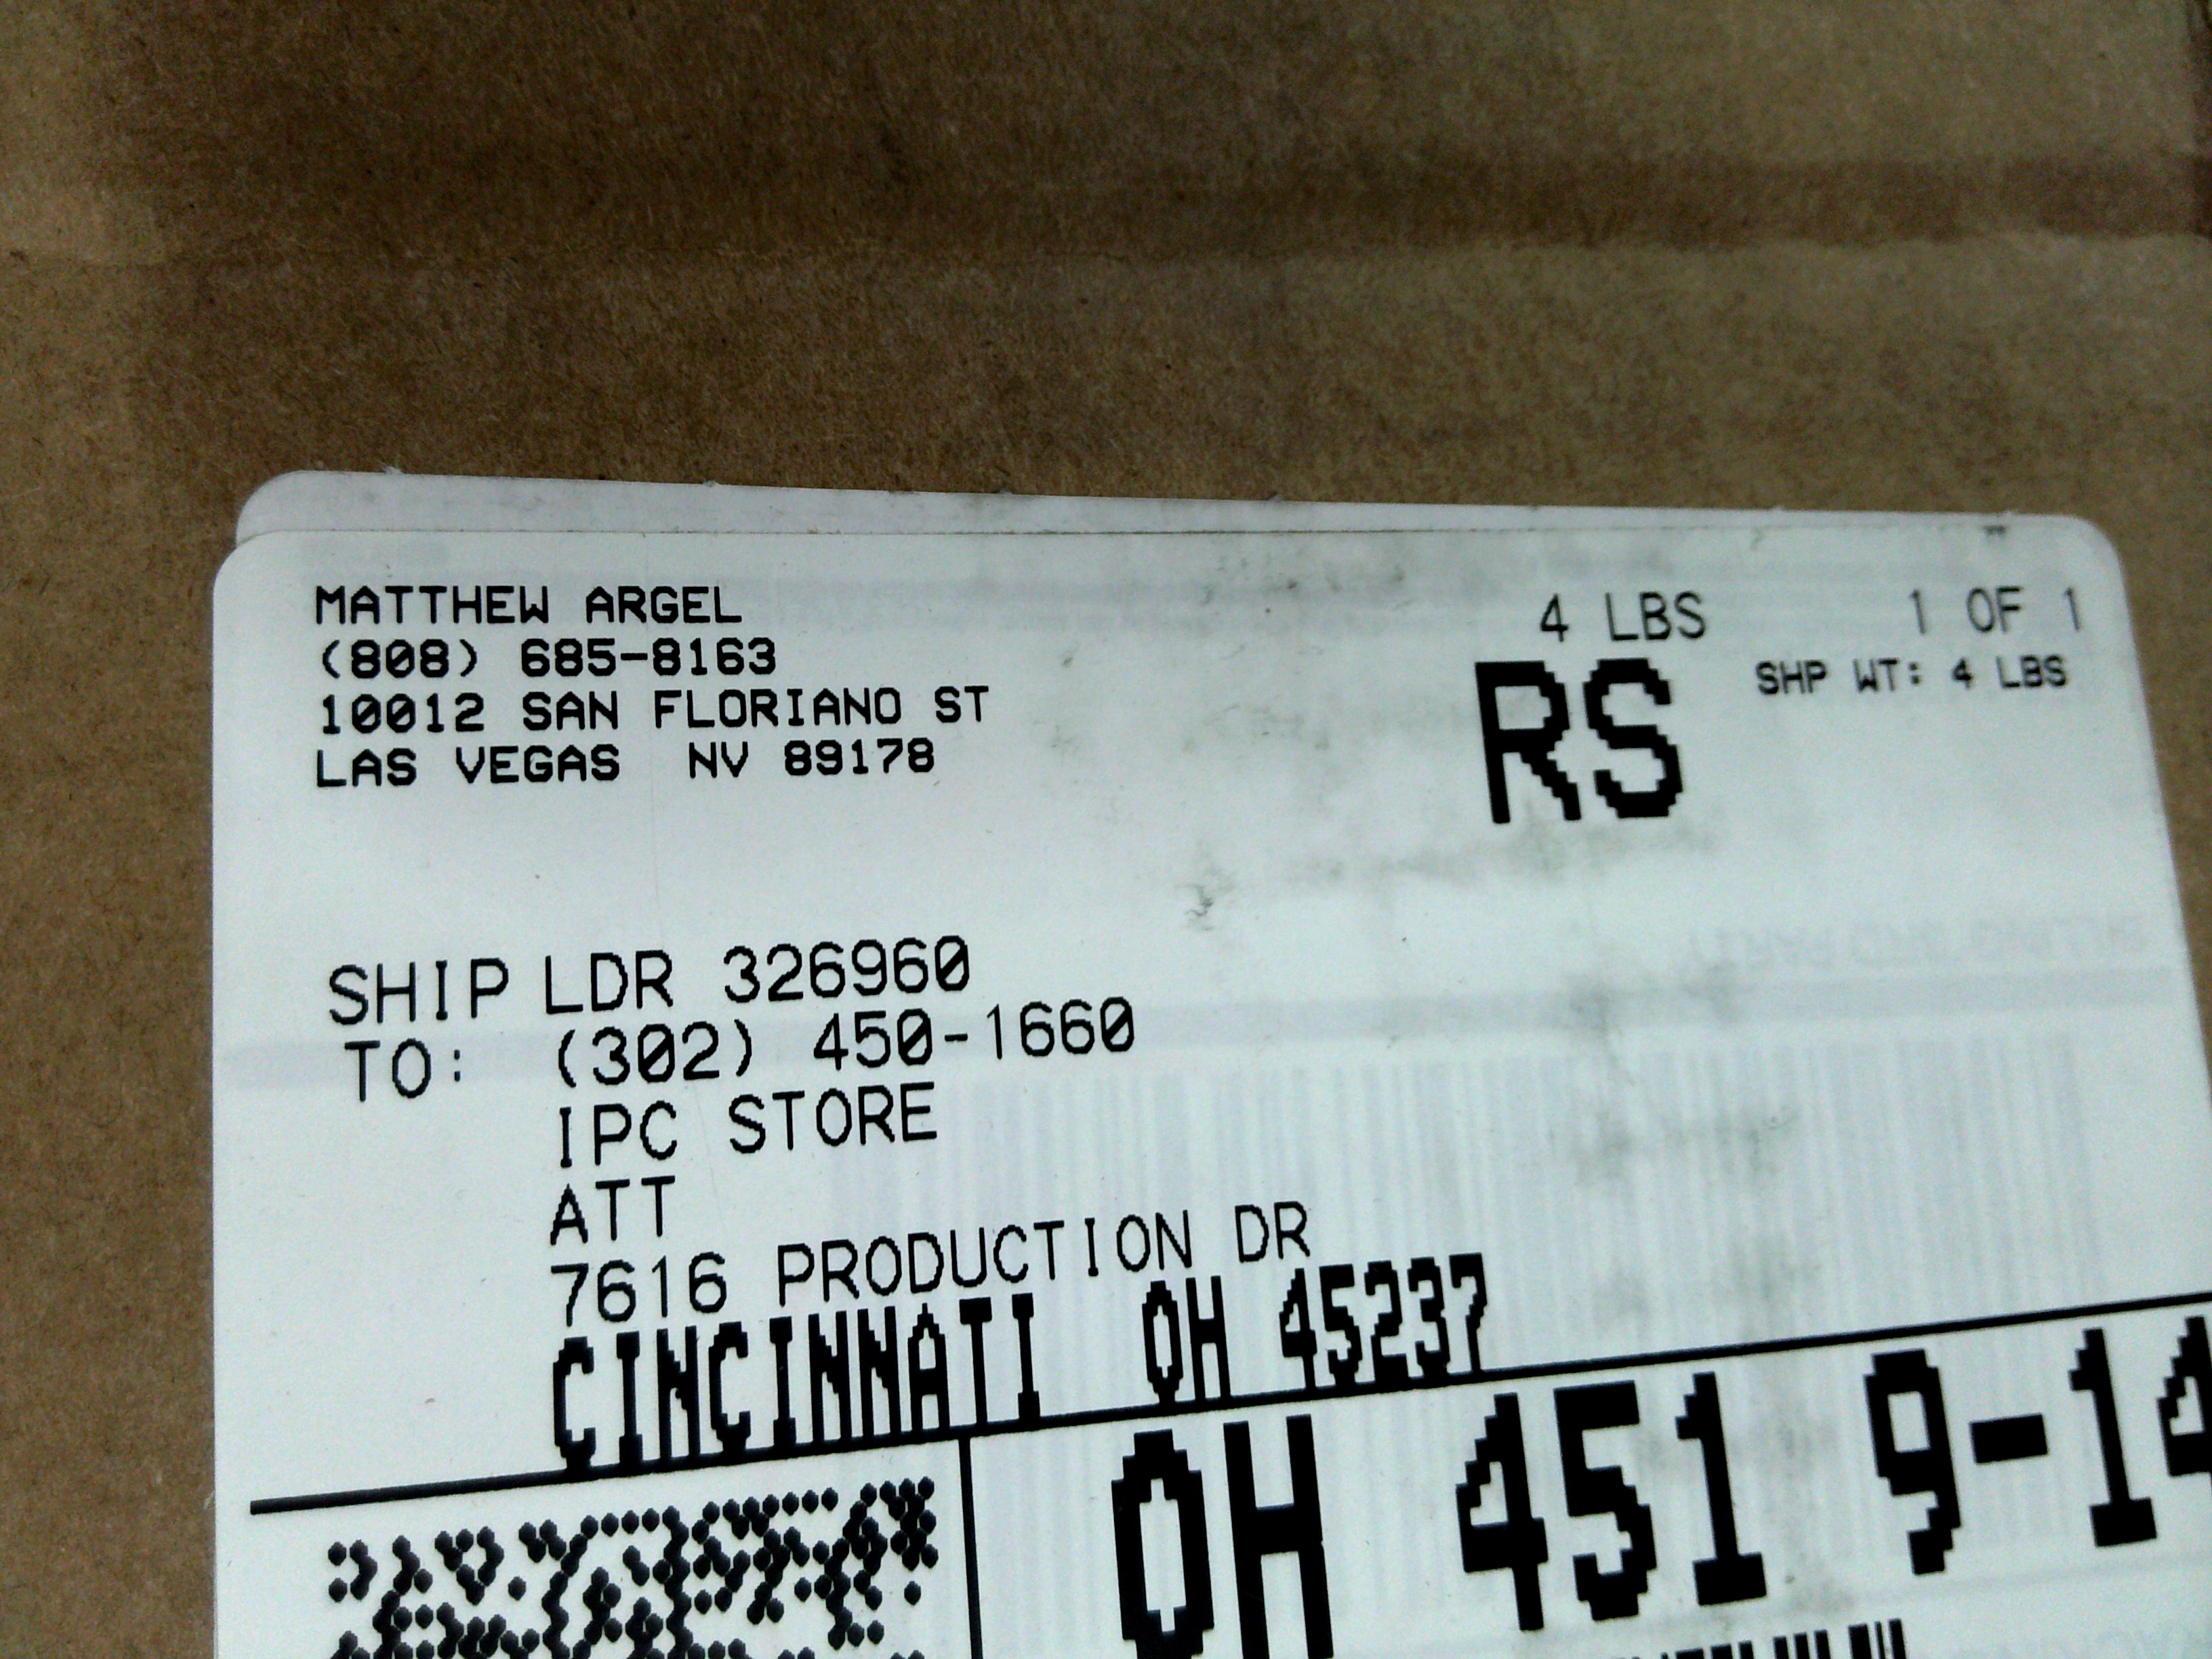 MATTHEW ARGEL
(808) 685-8163
10012 SAN FLORIANO ST
LAS VEGAS NV 89178
4 LBS 1 OF 1
RS
SHP WT: 4 LBS
SHIP TO:
LDR 326960
(302) 450-1660
IPC STORE
ATT
7616 PRODUCTION DR
CINCINNATI OH 45237
OH 451 9-14